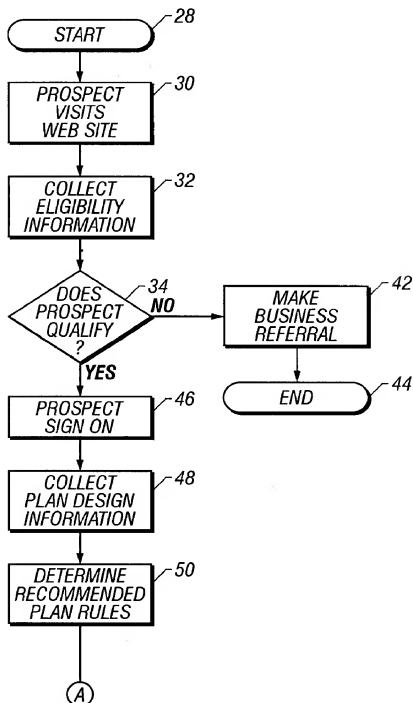 START
28
PROSPECT
VISITS
WEB SITE
30
COLLECT
ELIGIBILITY
INFORMATION
32
DOES
PROSPECT
QUALIFY
?
34
NO
MAKE
BUSINESS
REFERRAL
42
END
44
YES
PROSPECT
SIGN ON
46
COLLECT
PLAN DESIGN
INFORMATION
48
DETERMINE
RECOMMENDED
PLAN RULES
50
A